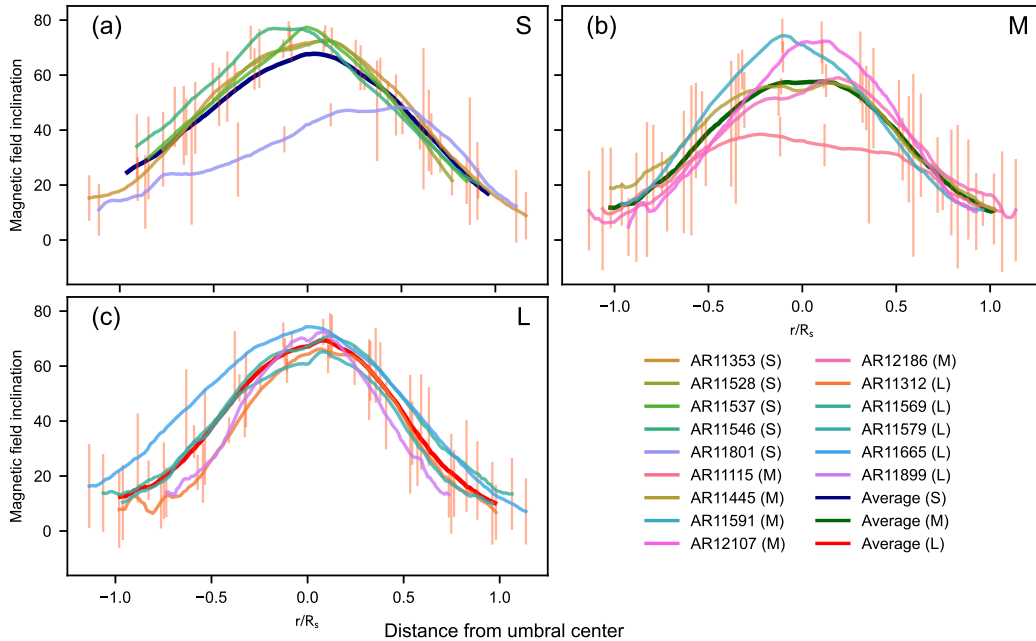 (a)
S
80
60
40
20
0
Magnetic field inclination
(b)
M
−1.0 −0.5 0.0 0.5 1.0
r/Rs
(c)
L
80
60
40
20
0
Magnetic field inclination
−1.0 −0.5 0.0 0.5 1.0
r/Rs
Distance from umbral center
AR11353 (S)
AR11528 (S)
AR11537 (S)
AR11546 (S)
AR11801 (S)
AR11115 (M)
AR11445 (M)
AR11591 (M)
AR12107 (M)
AR12186 (M)
AR11312 (L)
AR11569 (L)
AR11579 (L)
AR11665 (L)
AR11899 (L)
Average (S)
Average (M)
Average (L)